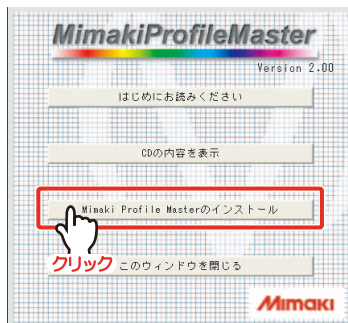 MimakiProfileMaster
Version 2.00
はじめにお読みください
CDの内容を表示
Mimaki Profile Masterのインストール
クリック
このウィンドウを閉じる
Mimaki